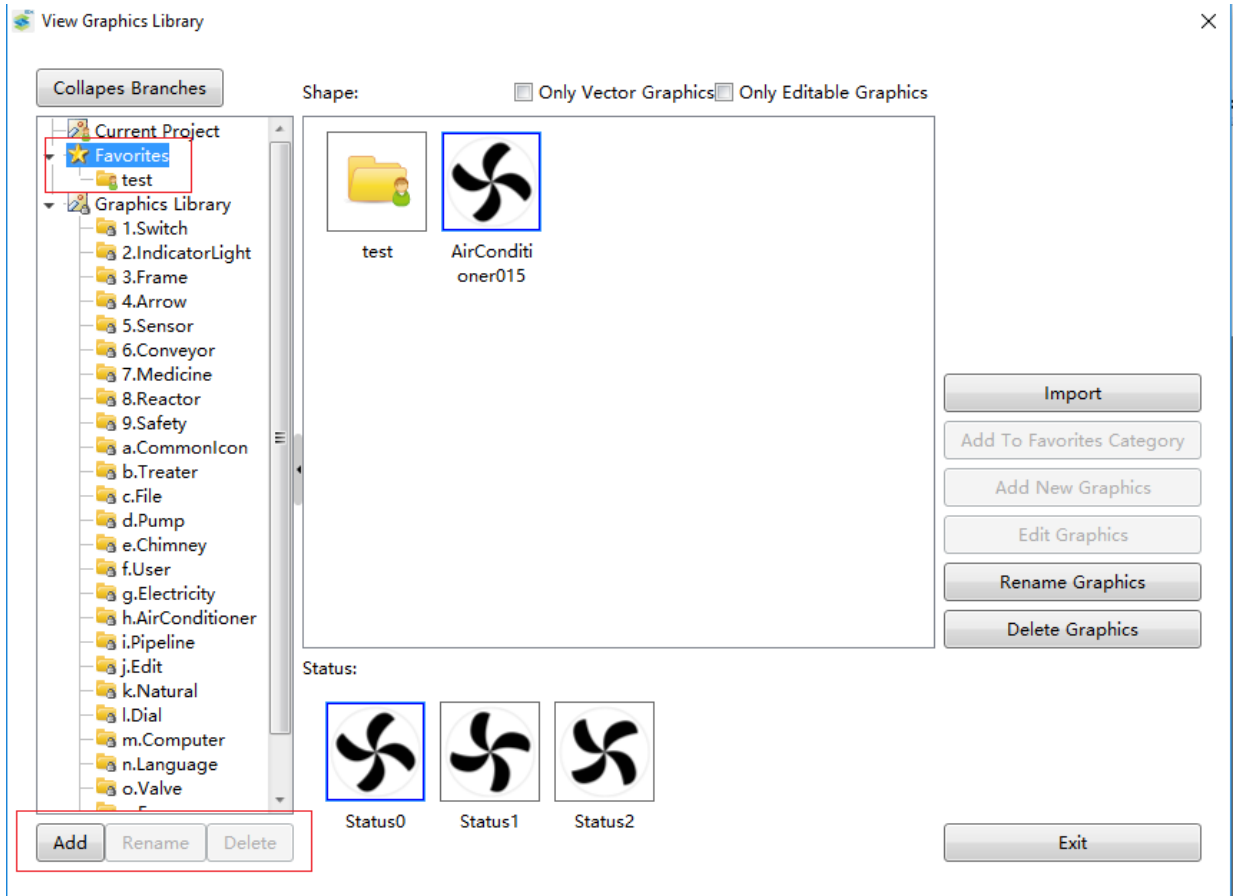 View Graphics Library
Collapes Branches
Shape:
Only Vector Graphics
Only Editable Graphics
Current Project
Favorites
test
Graphics Library
1.Switch
2.IndicatorLight
3.Frame
4.Arrow
5.Sensor
6.Conveyor
7.Medicine
8.Reactor
9.Safety
a.CommonIcon
b.Treater
c.File
d.Pump
e.Chimney
f.User
g.Electricity
h.AirConditioner
i.Pipeline
j.Edit
k.Natural
l.Dial
m.Computer
n.Language
o.Valve
Add
Rename
Delete
test
AirConditi
oner015
Import
Add To Favorites Category
Add New Graphics
Edit Graphics
Rename Graphics
Delete Graphics
Status:
Status0
Status1
Status2
Exit